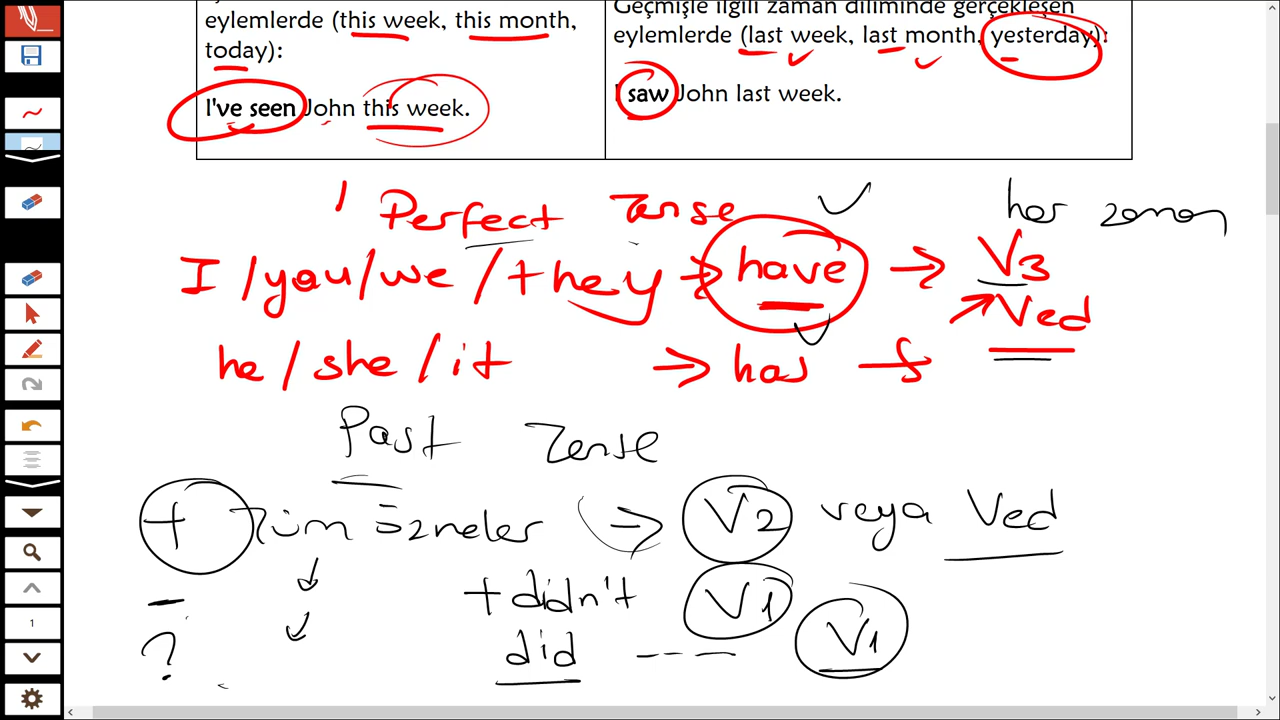 eylemlerde (this week, this month,
today):
I've seen John this week.
Geçmişle ilgili zaman diliminde gerçekleşen
eylemlerde (last week, last month, yesterday):
I saw John last week.
Perfect Tense
her zaman
I / you / we / they → have → V3
Ved
he / she / it → has →
Past Tense
+ Tüm özneler → V2 veya Ved
- + didn't V1
? did ---- V1
1